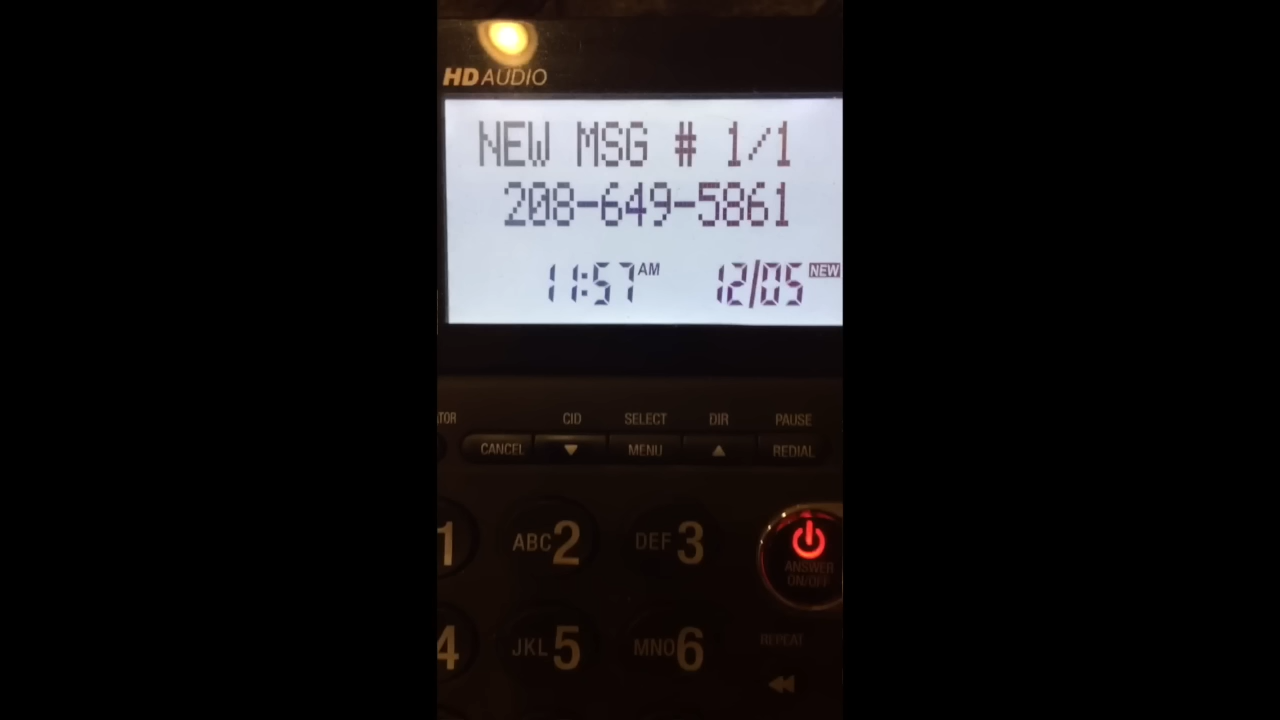 HD AUDIO
NEW MSG # 1/1
208-649-5861
11:57 AM 12/05 NEW
CID SELECT DIR PAUSE
CANCEL MENU REDIAL
1 ABC 2 DEF 3
ANSWER
ON/OFF
4 JKL 5 MNO 6
REPEAT